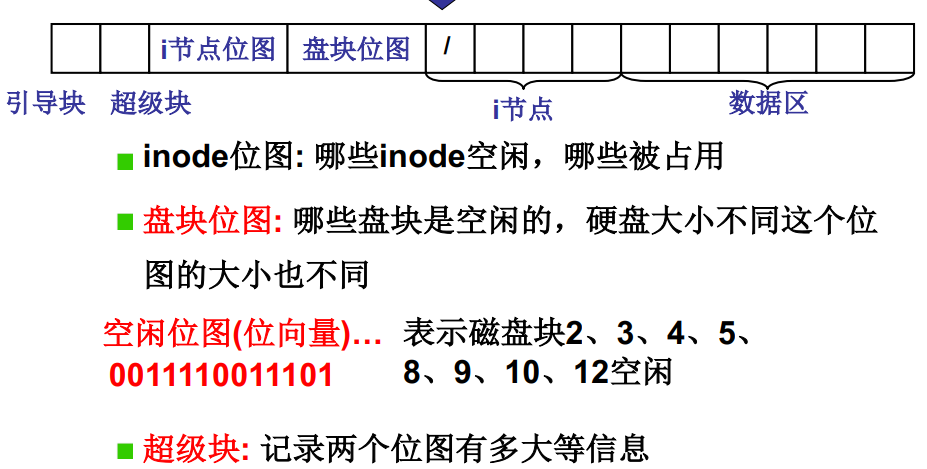 i节点位图 盘块位图 /
引导块 超级块 i节点 数据区
inode位图: 哪些inode空闲，哪些被占用
盘块位图: 哪些盘块是空闲的，硬盘大小不同这个位
图的大小也不同
空闲位图(位向量)… 表示磁盘块2、3、4、5、
0011110011101 8、9、10、12空闲
超级块: 记录两个位图有多大等信息